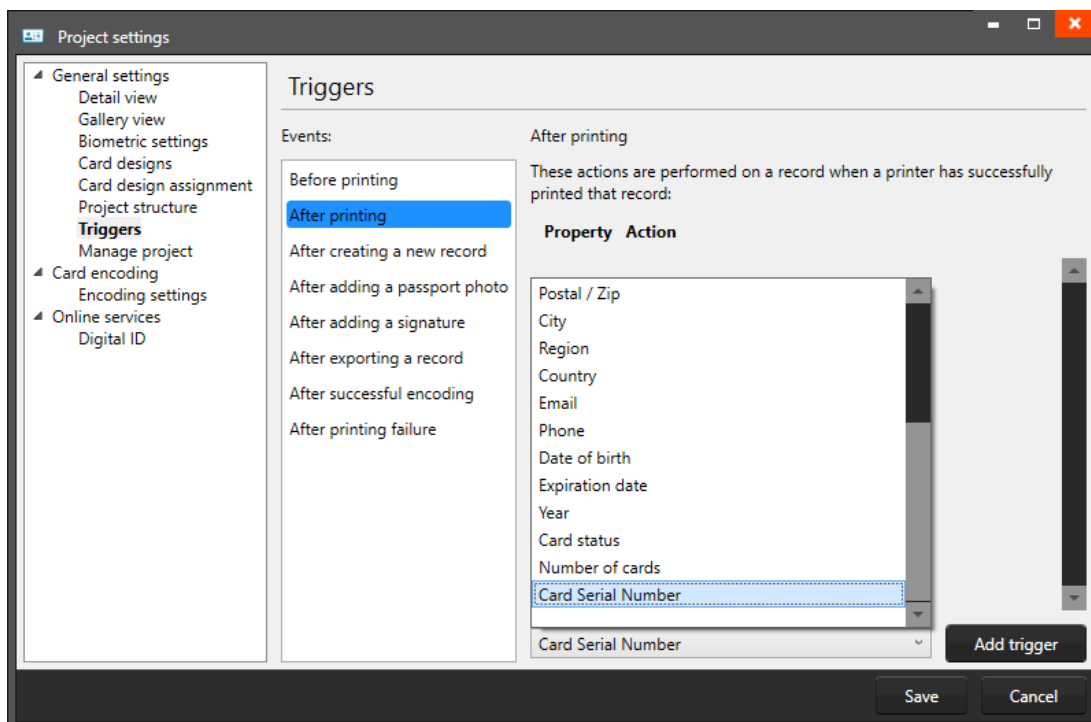 Project settings
General settings
Detail view
Gallery view
Biometric settings
Card designs
Card design assignment
Project structure
Triggers
Manage project
Card encoding
Encoding settings
Online services
Digital ID
Triggers
Events:
Before printing
After printing
After creating a new record
After adding a passport photo
After adding a signature
After exporting a record
After successful encoding
After printing failure
After printing
These actions are performed on a record when a printer has successfully
printed that record:
Property Action
Postal / Zip
City
Region
Country
Email
Phone
Date of birth
Expiration date
Year
Card status
Number of cards
Card Serial Number
Card Serial Number
Add trigger
Save
Cancel